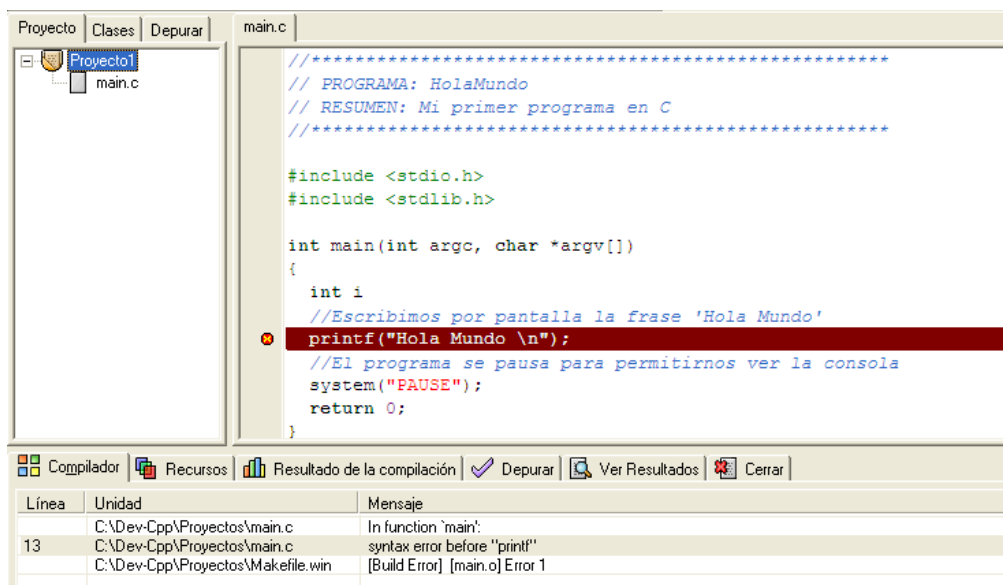 Proyecto Clases Depurar main.c
Proyecto1
main.c
//*****************************************************
// PROGRAMA: HolaMundo
// RESUMEN: Mi primer programa en C
//*****************************************************
#include <stdio.h>
#include <stdlib.h>
int main(int argc, char *argv[])
{
int i
//Escribimos por pantalla la frase 'Hola Mundo'
printf("Hola Mundo \n");
//El programa se pausa para permitirnos ver la consola
system("PAUSE");
return 0;
}
Compilador Recursos Resultado de la compilación Depurar Ver Resultados Cerrar
Línea Unidad Mensaje
C:\Dev-Cpp\Proyectos\main.c In function `main':
13 C:\Dev-Cpp\Proyectos\main.c syntax error before "printf"
C:\Dev-Cpp\Proyectos\Makefile.win [Build Error] [main.o] Error 1